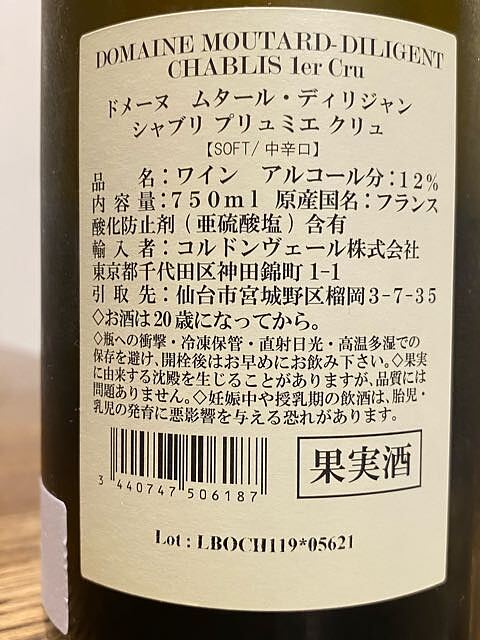 DOMAINE MOUTARD-DILIGENT
CHABLIS 1er Cru
ドメーヌ ムタール・ディリジャン
シャブリ プリュミエ クリュ
【SOFT/ 中辛口】
品 名：ワイン アルコール分：12%
内 容 量：750ml 原産国名：フランス
酸化防止剤（亜硫酸塩）含有
輸 入 者：コルドンヴェール株式会社
東京都千代田区神田錦町 1-1
引 取 先：仙台市宮城野区榴岡3-7-35
◇お酒は20歳になってから。
◇瓶への衝撃・冷凍保管・直射日光・高温多湿での
保存を避け、開栓後はお早めにお飲み下さい。◇果実
に由来する沈殿を生じることがありますが、品質には
問題ありません。◇妊娠中や授乳期の飲酒は、胎児・
乳児の発育に悪影響を与える恐れがあります。
3 440747 506187
果実酒
Lot : LBOCH119*05621